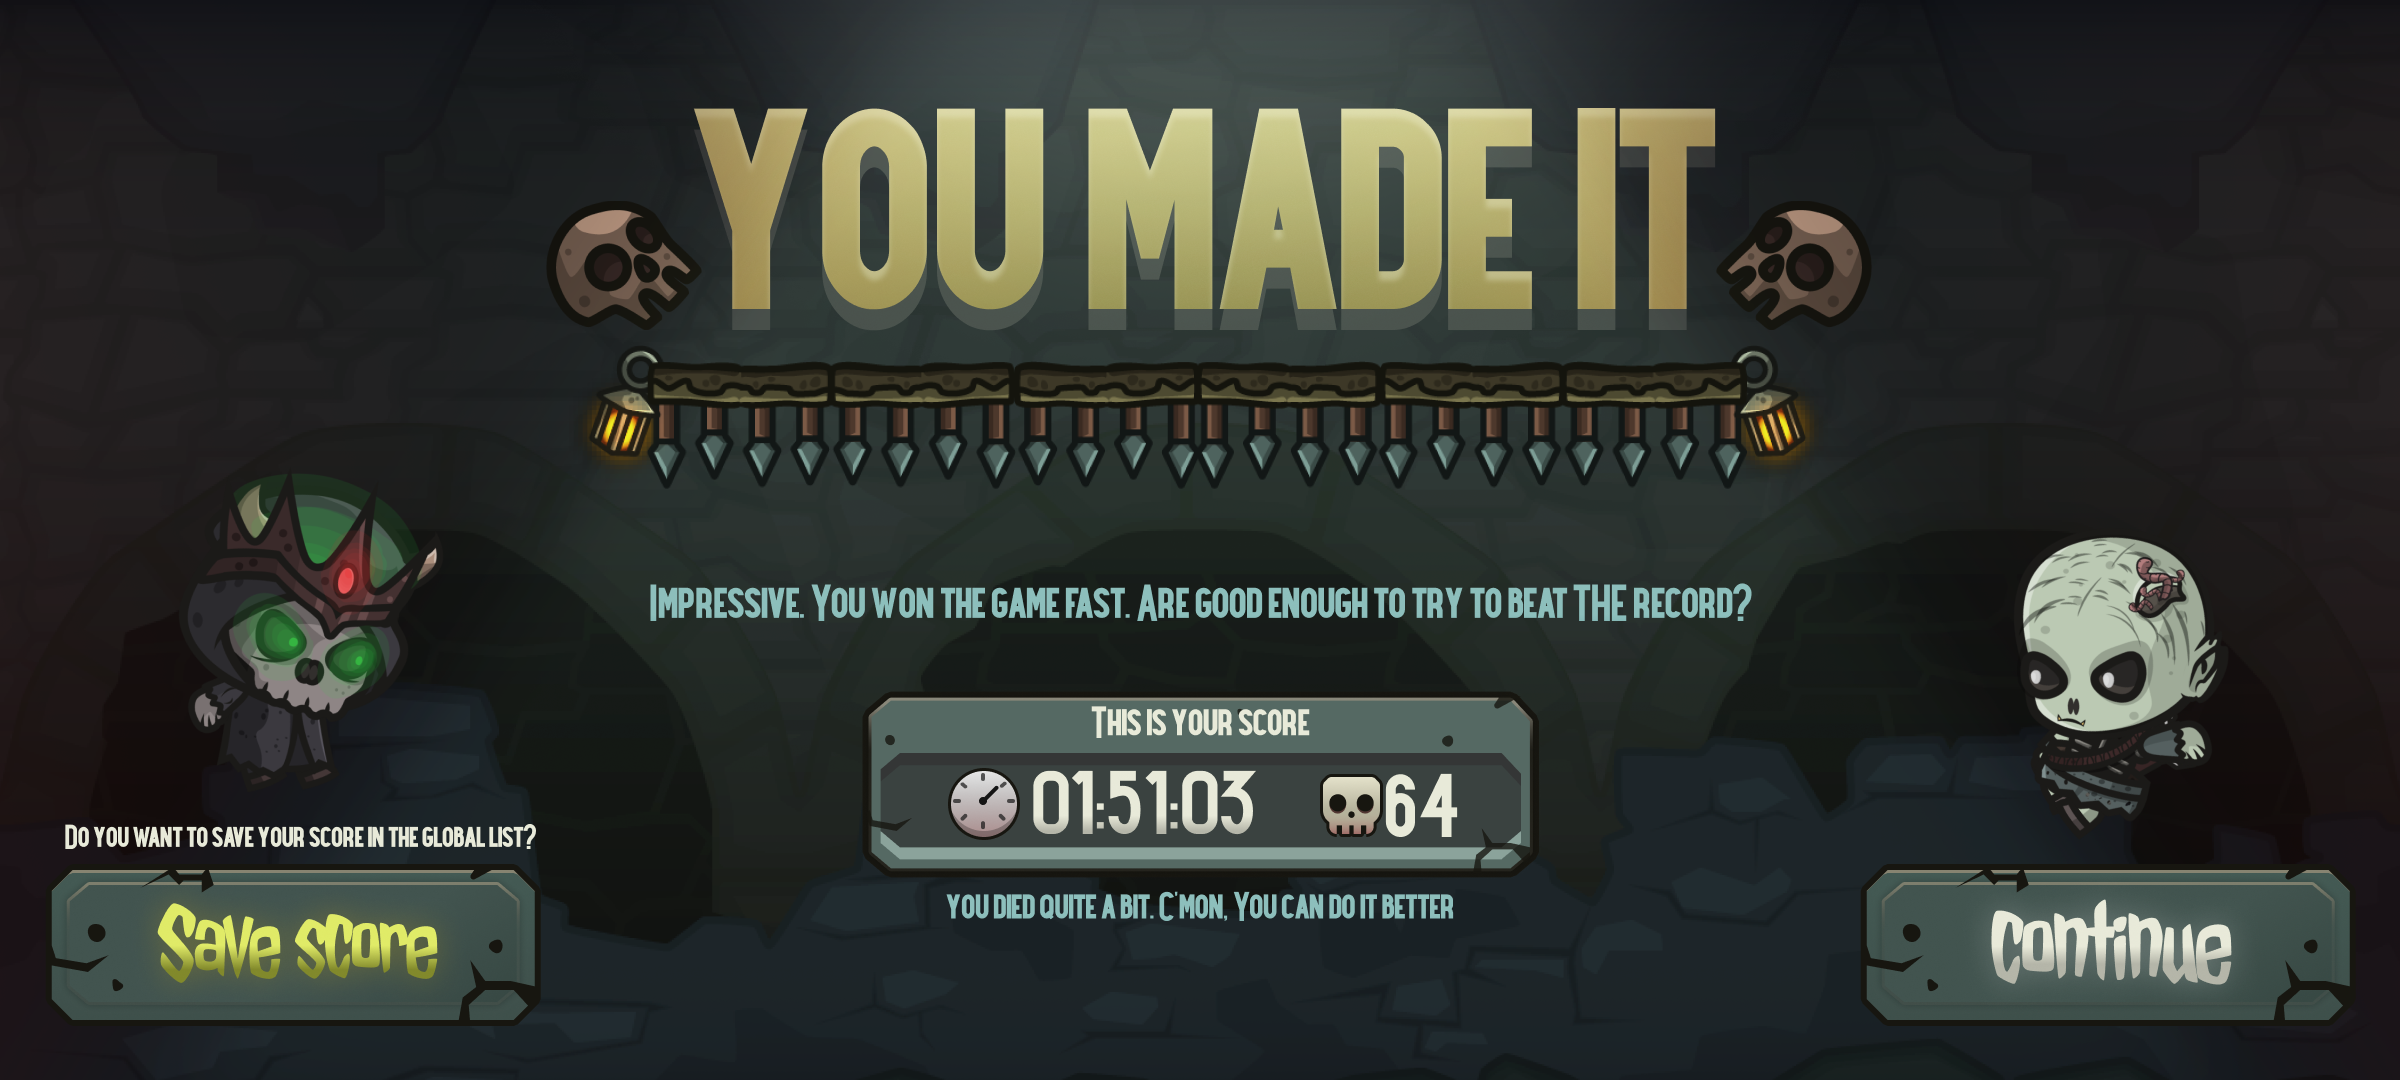 YOU MADE IT
IMPRESSIVE. YOU WON THE GAME FAST. ARE GOOD ENOUGH TO TRY TO BEAT THE RECORD?
THIS IS YOUR SCORE
01:51:03 64
YOU DIED QUITE A BIT. C'MON, YOU CAN DO IT BETTER
DO YOU WANT TO SAVE YOUR SCORE IN THE GLOBAL LIST?
Save score
Continue